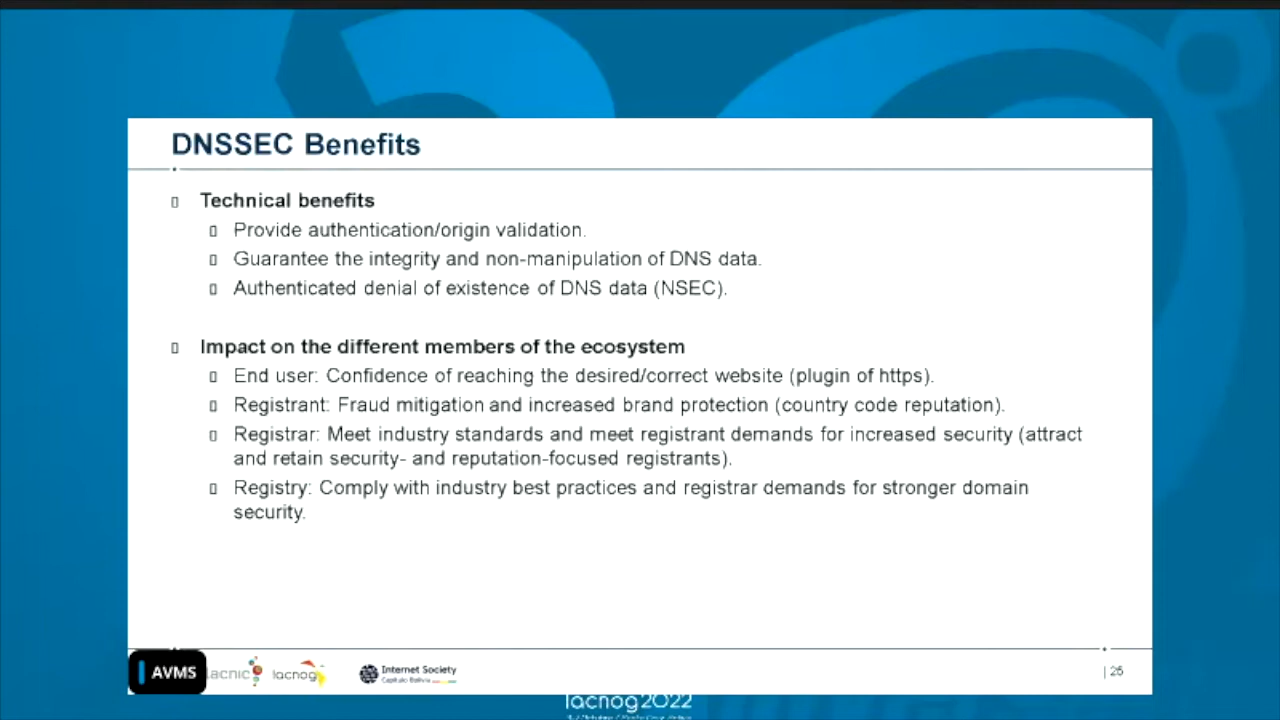 DNSSEC Benefits
Technical benefits
Provide authentication/origin validation.
Guarantee the integrity and non-manipulation of DNS data.
Authenticated denial of existence of DNS data (NSEC).
Impact on the different members of the ecosystem
End user: Confidence of reaching the desired/correct website (plugin of https).
Registrant: Fraud mitigation and increased brand protection (country code reputation).
Registrar: Meet industry standards and meet registrant demands for increased security (attract
and retain security- and reputation-focused registrants).
Registry: Comply with industry best practices and registrar demands for stronger domain
security.
AVMS
lacnic
lacnog
Internet Society
Capítulo Bolivia
| 25
lacnog2022